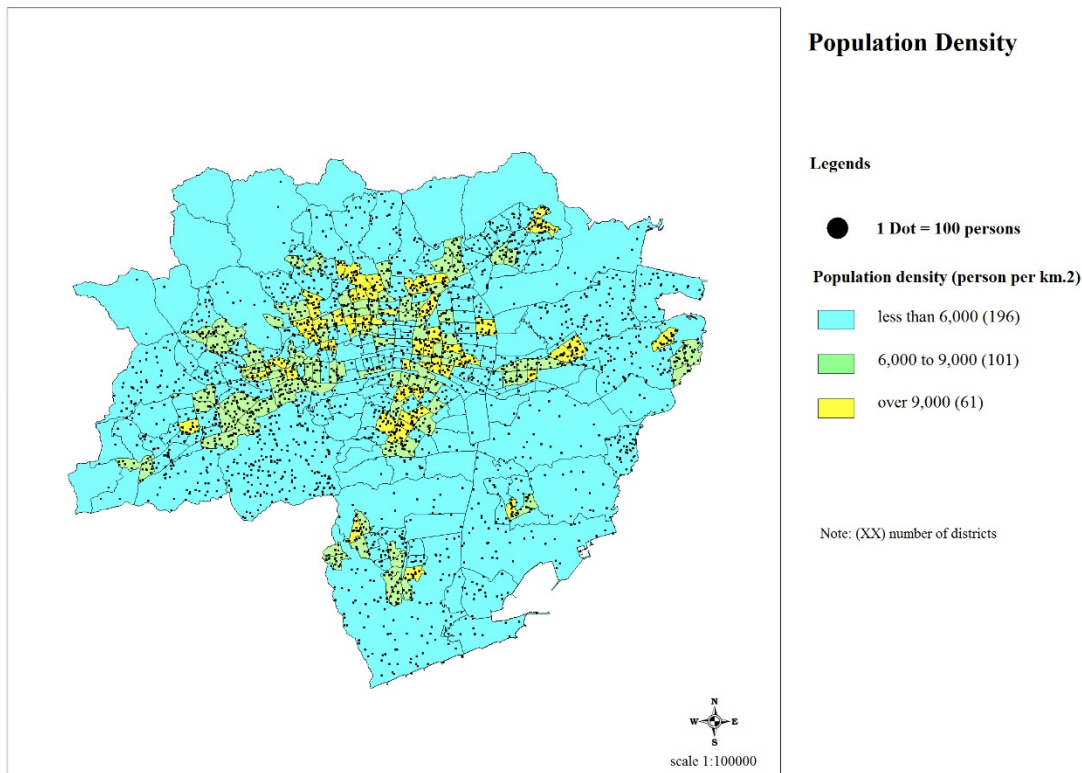 Population Density
Legends
1 Dot = 100 persons
Population density (person per km.2)
less than 6,000 (196)
6,000 to 9,000 (101)
over 9,000 (61)
Note: (XX) number of districts
N
W E
S
scale 1:100000